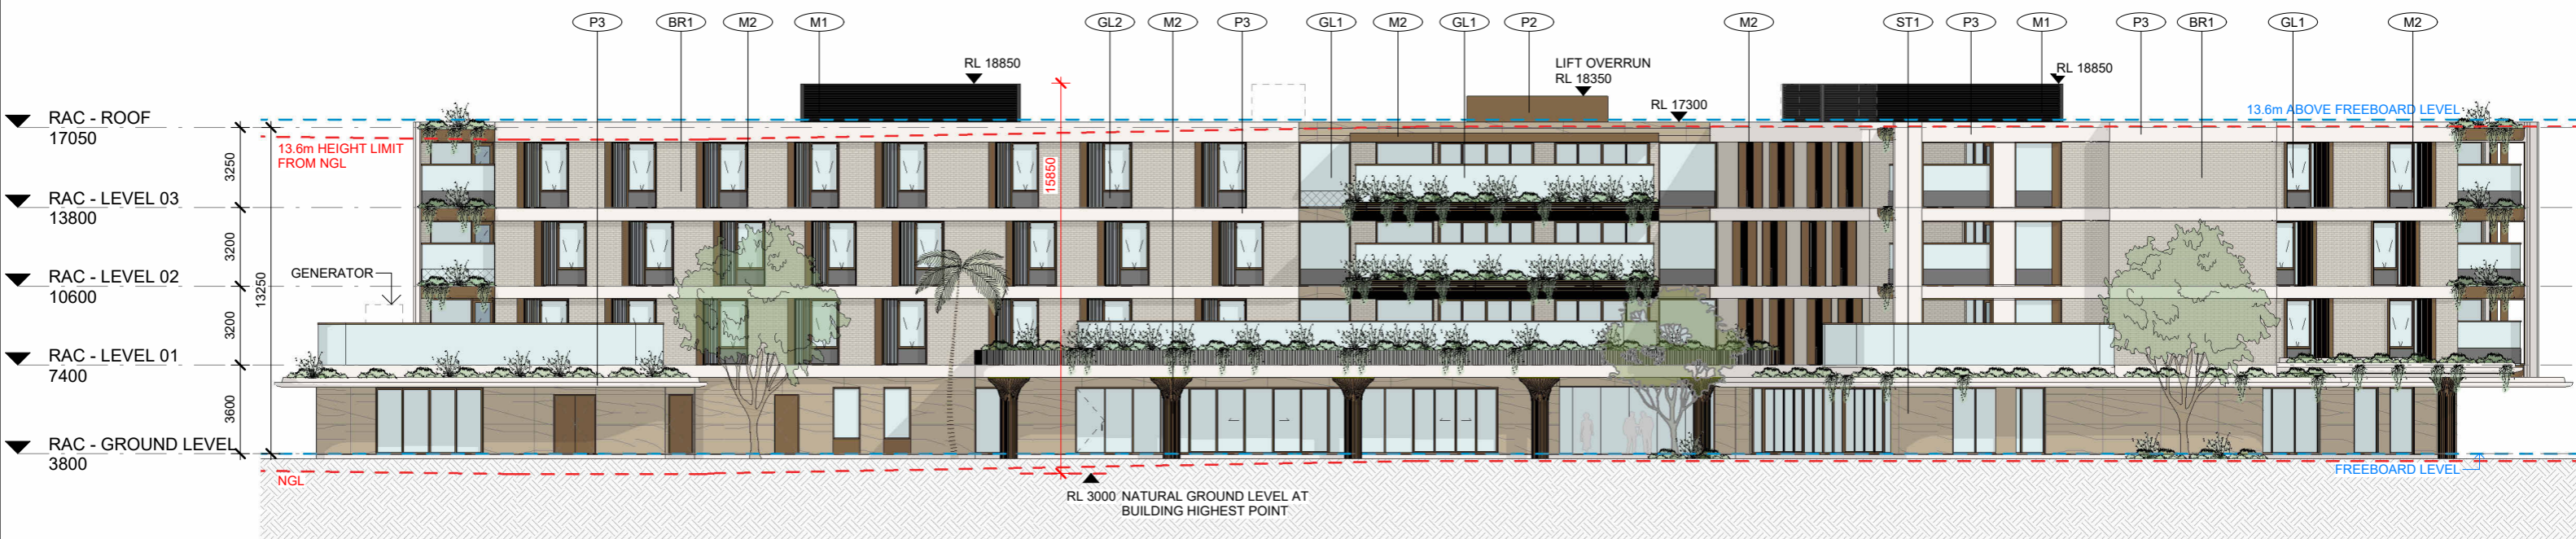 P3
BR1
M2
M1
GL2
M2
P3
GL1
M2
GL1
P2
M2
ST1
P3
M1
P3
BR1
GL1
M2
RL 18850
LIFT OVERRUN
RL 18350
RL 17300
RL 18850
13.6m ABOVE FREEBOARD LEVEL
RAC - ROOF
17050
13.6m HEIGHT LIMIT
FROM NGL
3250
15850
RAC - LEVEL 03
13800
3200
GENERATOR
RAC - LEVEL 02
10600
13250
3200
RAC - LEVEL 01
7400
3600
RAC - GROUND LEVEL
3800
NGL
FREEBOARD LEVEL
RL 3000 NATURAL GROUND LEVEL AT
BUILDING HIGHEST POINT